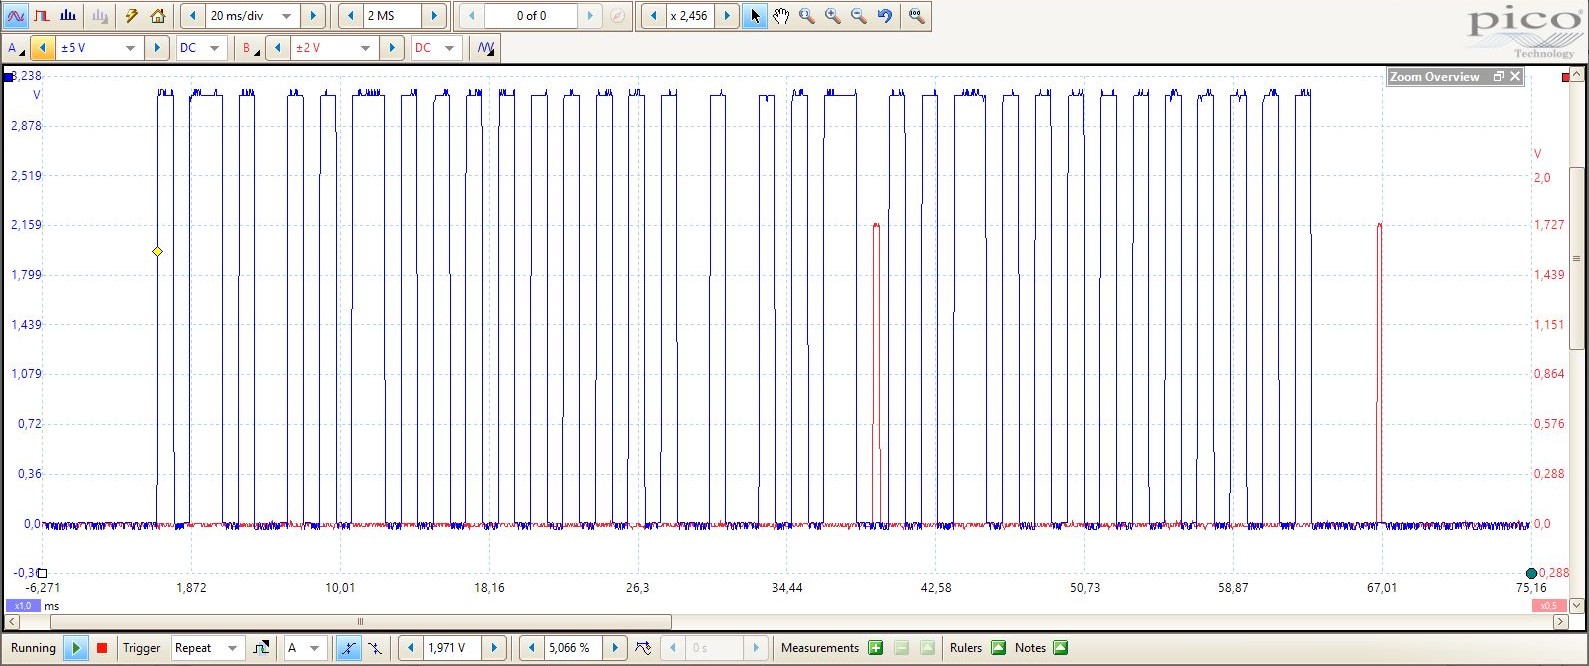 20 ms/div 2 MS 0 of 0 x 2,456
pico
Technology
A ±5 V DC B ±2 V DC
Zoom Overview
3,238
V
2,878
2,519
2,159
1,799
1,439
1,079
0,72
0,36
0,0
-0,36
V
2,0
1,727
1,439
1,151
0,864
0,576
0,288
0,0
0,288
-6,271 1,872 10,01 18,16 26,3 34,44 42,58 50,73 58,87 67,01 75,16
x1,0 ms x0,5
Running Trigger Repeat A 1,971 V 5,066 % 0 s Measurements Rulers Notes